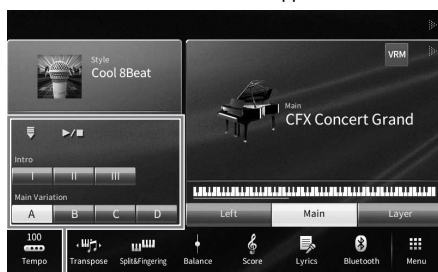 Style
Cool 8Beat
VRM
Main
CFX Concert Grand
Intro
I II III
Main Variation
A B C D
Left Main Layer
100
Tempo Transpose Split&Fingering Balance Score Lyrics Bluetooth Menu